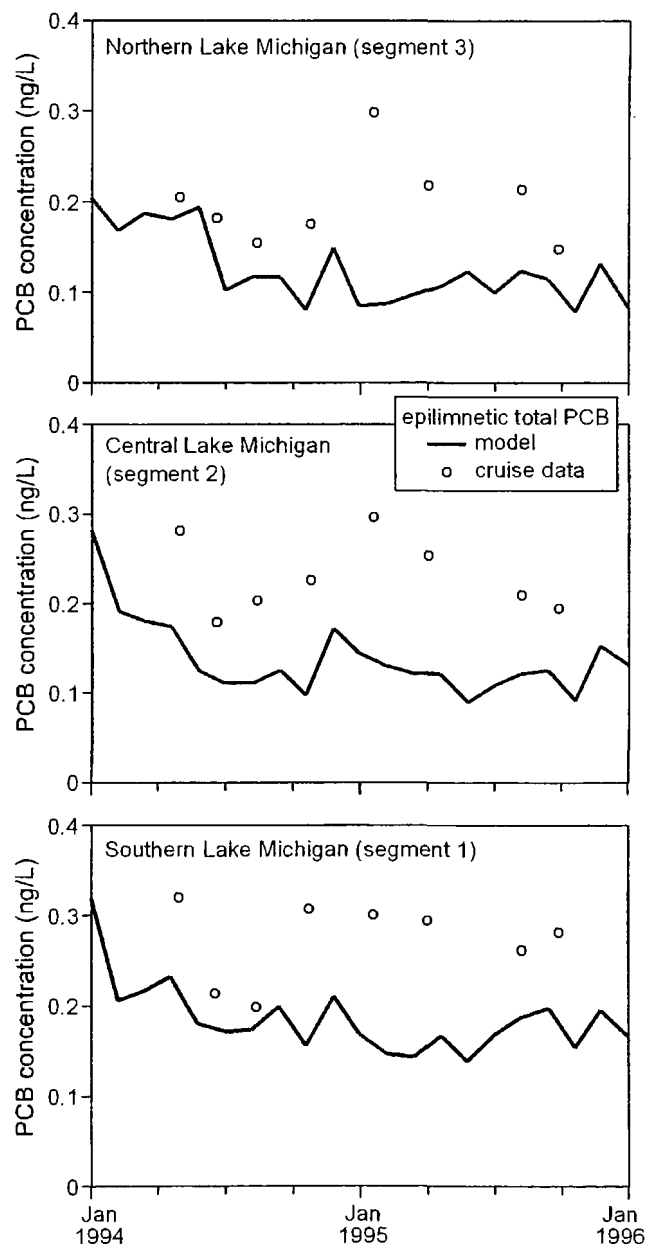 0.4
Northern Lake Michigan (segment 3)
0.3
0.2
0.1
0
PCB concentration (ng/L)
0.4
Central Lake Michigan
(segment 2)
epilimnetic total PCB
model
cruise data
0.3
0.2
0.1
0
PCB concentration (ng/L)
0.4
Southern Lake Michigan (segment 1)
0.3
0.2
0.1
0
PCB concentration (ng/L)
Jan Jan Jan
1994 1995 1996